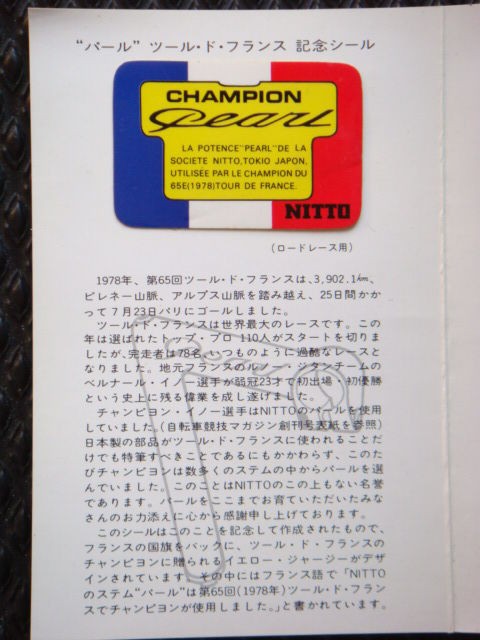 “パール” ツール・ド・フランス 記念シール
CHAMPION
Pearl
LA POTENCE"PEARL"DE LA
SOCIETE NITTO,TOKIO JAPON,
UTILISÉE PAR LE CHAMPION DU
65E(1978)TOUR DE FRANCE.
NITTO
(ロードレース用)
1978年、第65回ツール・ド・フランスは、3,902.1㎞、
ピレネー山脈、アルプス山脈を踏み越え、25日間かか
って7月23日パリにゴールしました。
ツール・ド・フランスは世界最大のレースです。この
年は選ばれたトップ・プロ 110人がスタートを切りま
したが、完走者は78名、いつものように過酷なレースと
なりました。地元フランスのルノー・ジタンチームの
ベルナール・イノー選手が弱冠23才で初出場・初優勝
という史上に残る偉業を成し遂げました。
チャンピヨン・イノー選手はNITTOのパールを使用
していました。(自転車競技マガジン創刊号表紙を参照)
日本製の部品がツール・ド・フランスに使われることだ
けでも特筆すべきことであるにもかかわらず、このた
びチャンピヨンは数多くのステムの中からパールを選
んでいました。このことはNITTOのこの上もない名誉
であります。パールをここまでお育ていただいたみな
さんのお力添えに心から感謝申し上げております。
このシールはこのことを記念して作成されたもので、
フランスの国旗をバックに、ツール・ド・フランスの
チャンピヨンに贈られるイエロー・ジャージーがデザ
インされています。その中にはフランス語で「NITTO
のステム“パール”は第65回(1978年)ツール・ド・フラン
スでチャンピヨンが使用しました。」と書かれています。